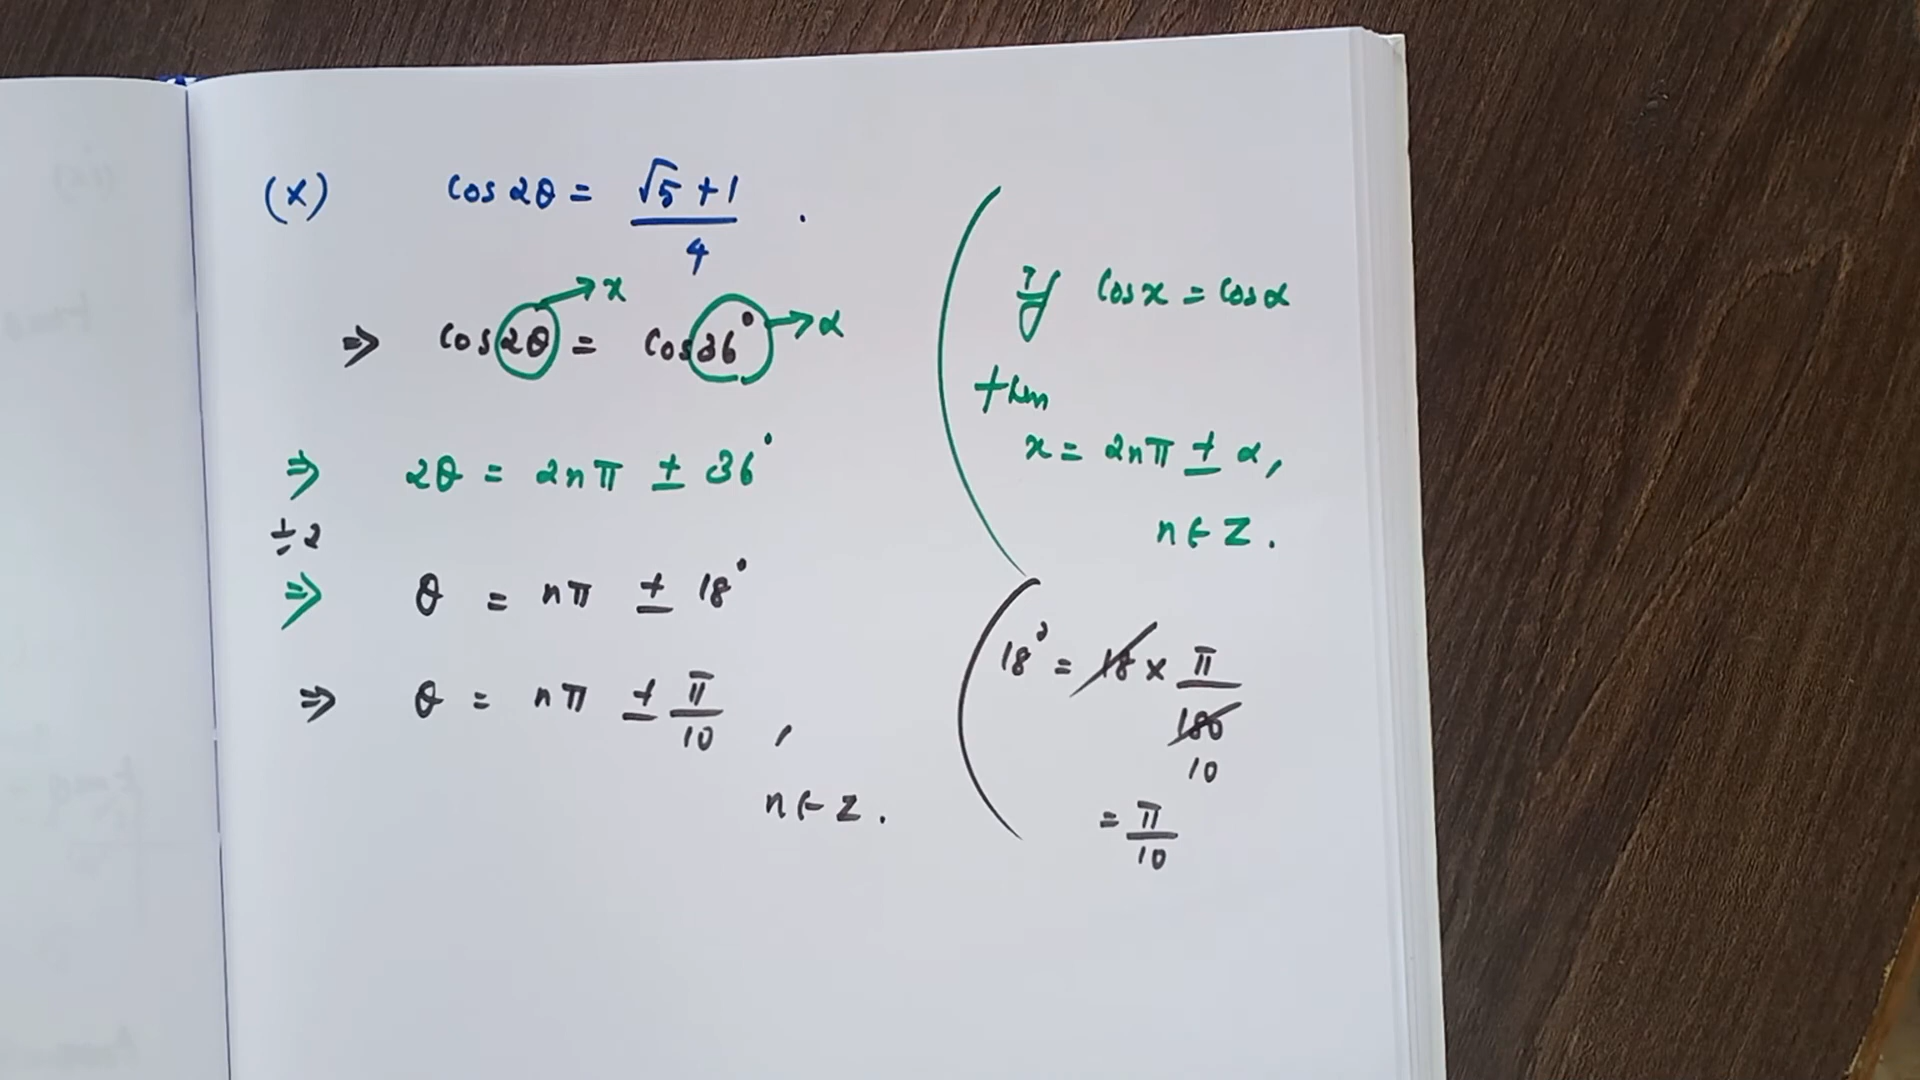 (x) cos 2θ = (√5 + 1)/4 .
⇒ cos 2θ = cos 36° → x → α
⇒ 2θ = 2nπ ± 36°
÷2
⇒ θ = nπ ± 18°
⇒ θ = nπ ± π/10 ,
n ∈ Z .
If cos x = cos α
then
x = 2nπ ± α,
n ∈ Z .
18° = 18 x π/180
10
= π/10